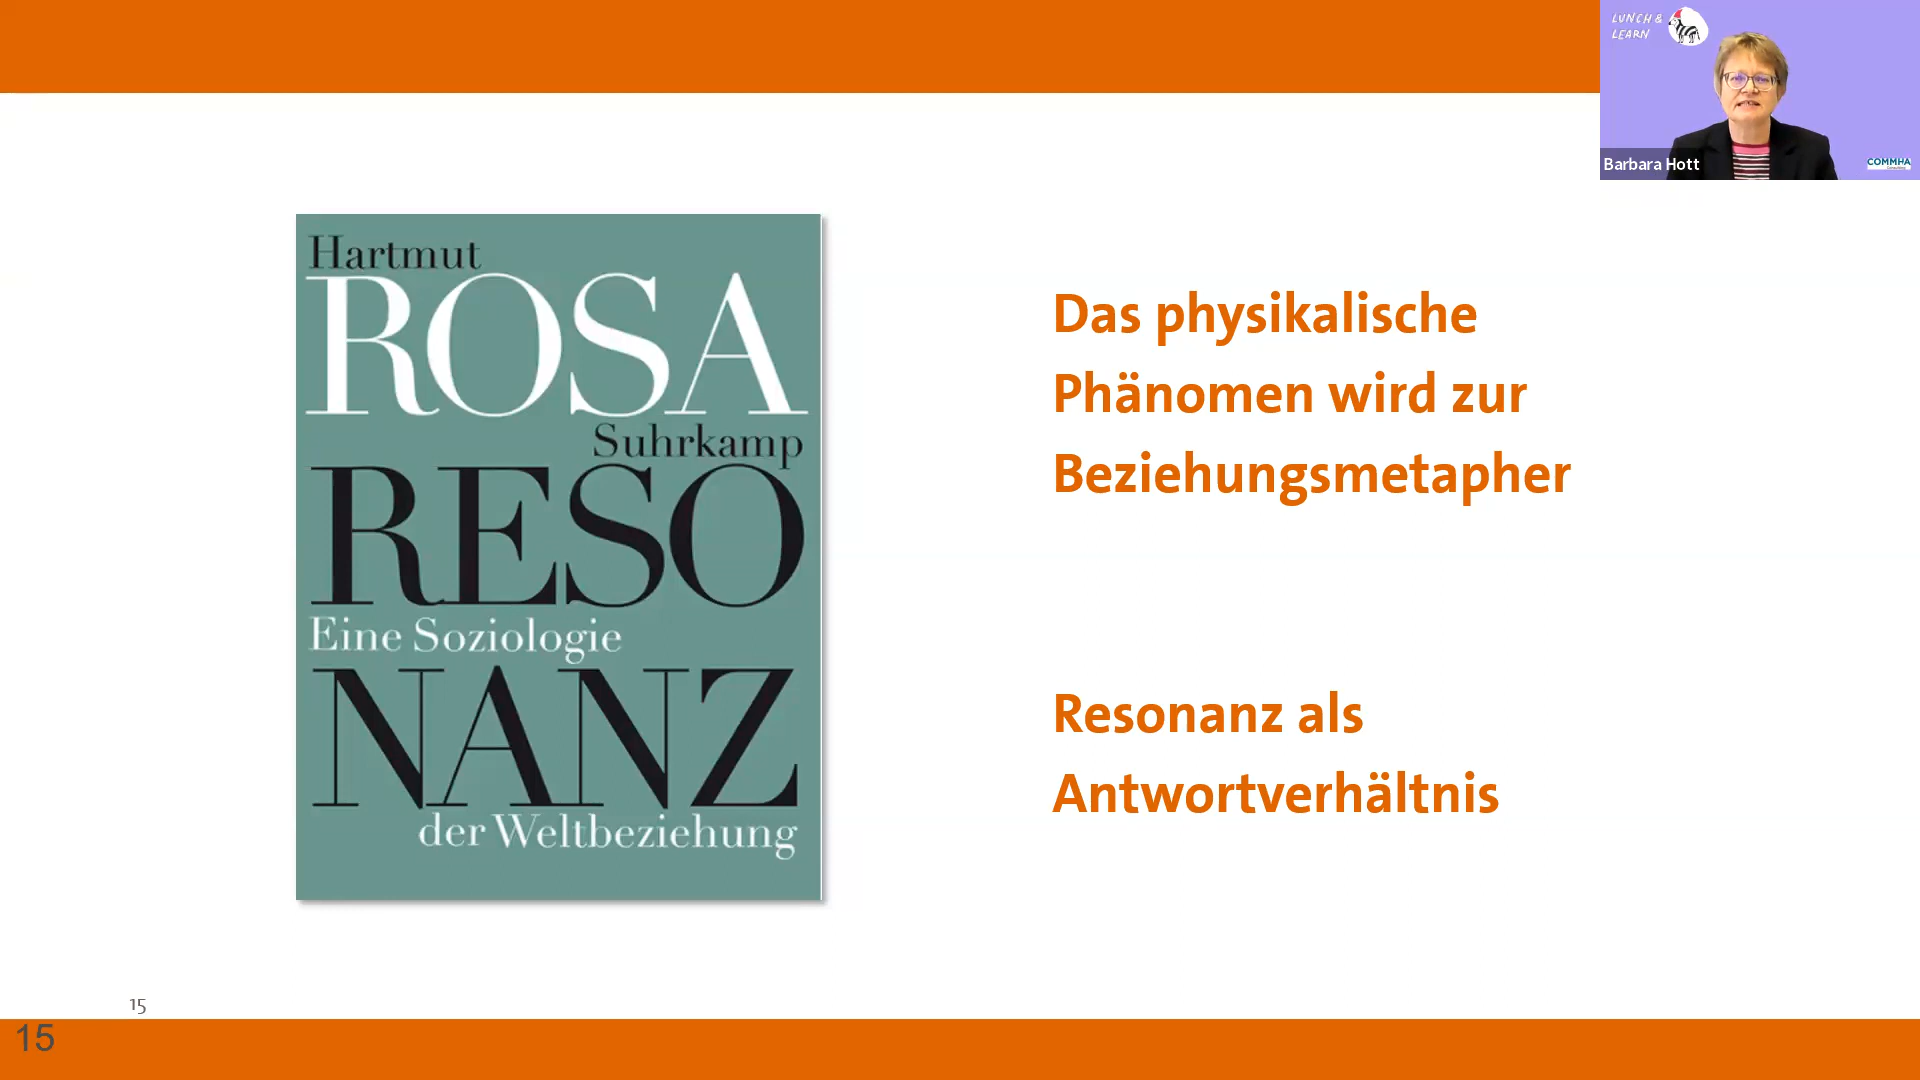 LUNCH &
LEARN
Barbara Hott
COMMHA
Hartmut
ROSA
Suhrkamp
RESO
Eine Soziologie
NANZ
der Weltbeziehung
Das physikalische
Phänomen wird zur
Beziehungsmetapher
Resonanz als
Antwortverhältnis
15
15